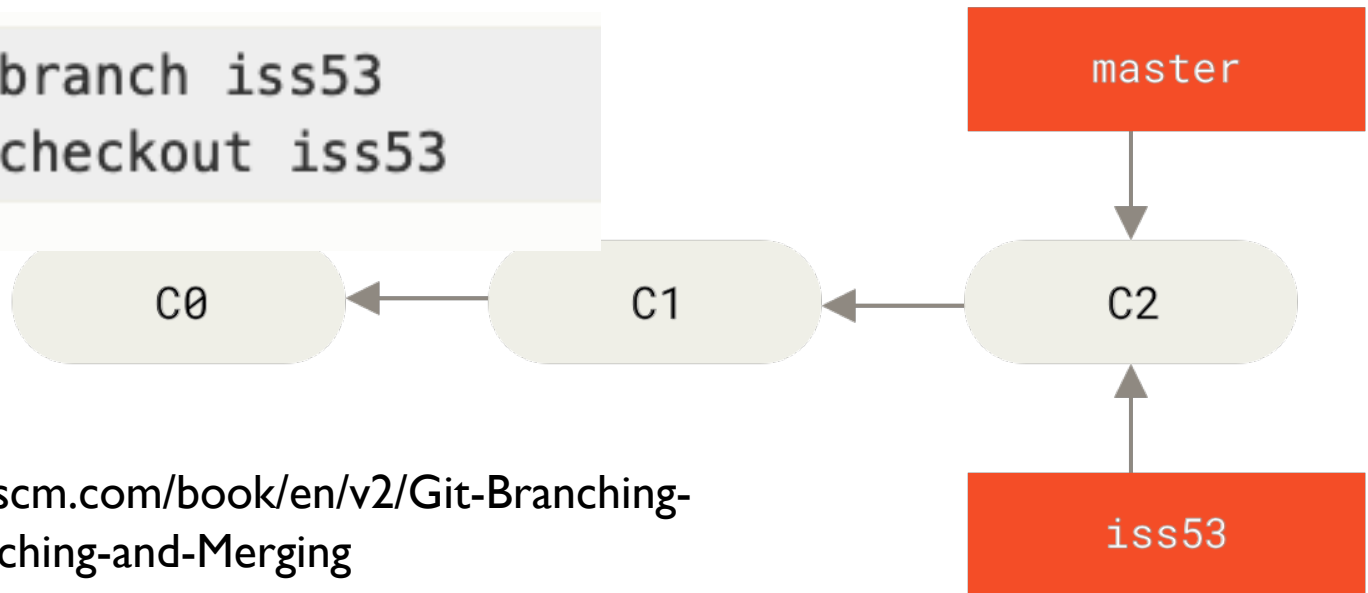 branch iss53
checkout iss53
master
C0
C1
C2
scm.com/book/en/v2/Git-Branching-
ching-and-Merging
iss53